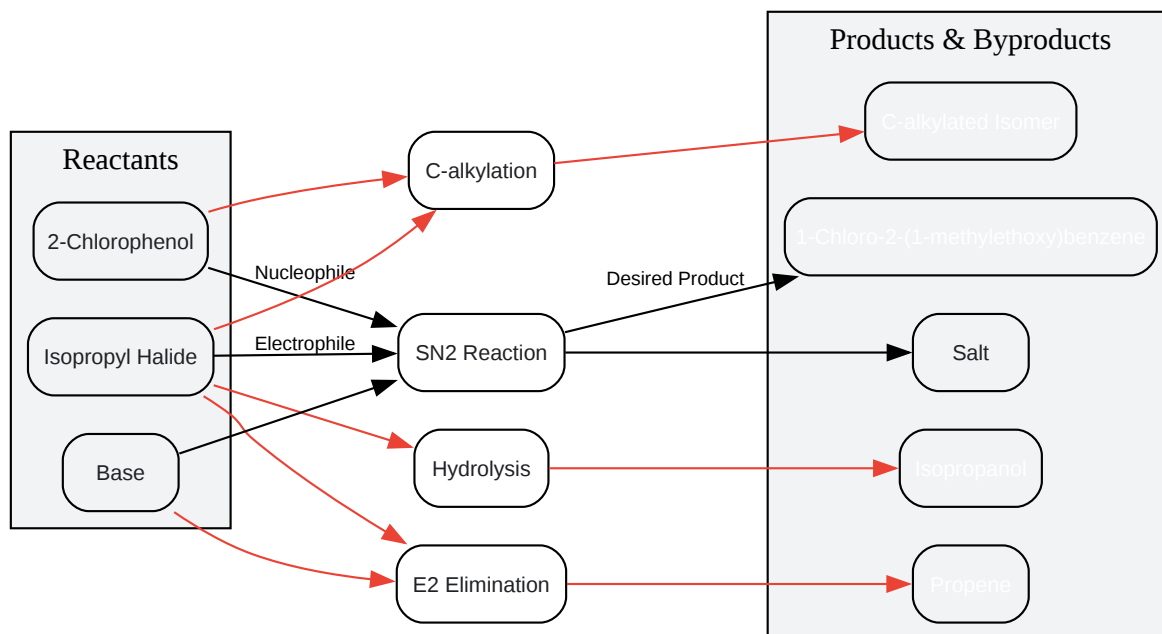 Products & Byproducts
C-alkylated Isomer
Reactants
C-alkylation
2-Chlorophenol
1-Chloro-2-(1-methylethoxy)benzene
Nucleophile
Desired Product
Isopropyl Halide
Electrophile
SN2 Reaction
Salt
Base
Hydrolysis
Isopropanol
E2 Elimination
Propene